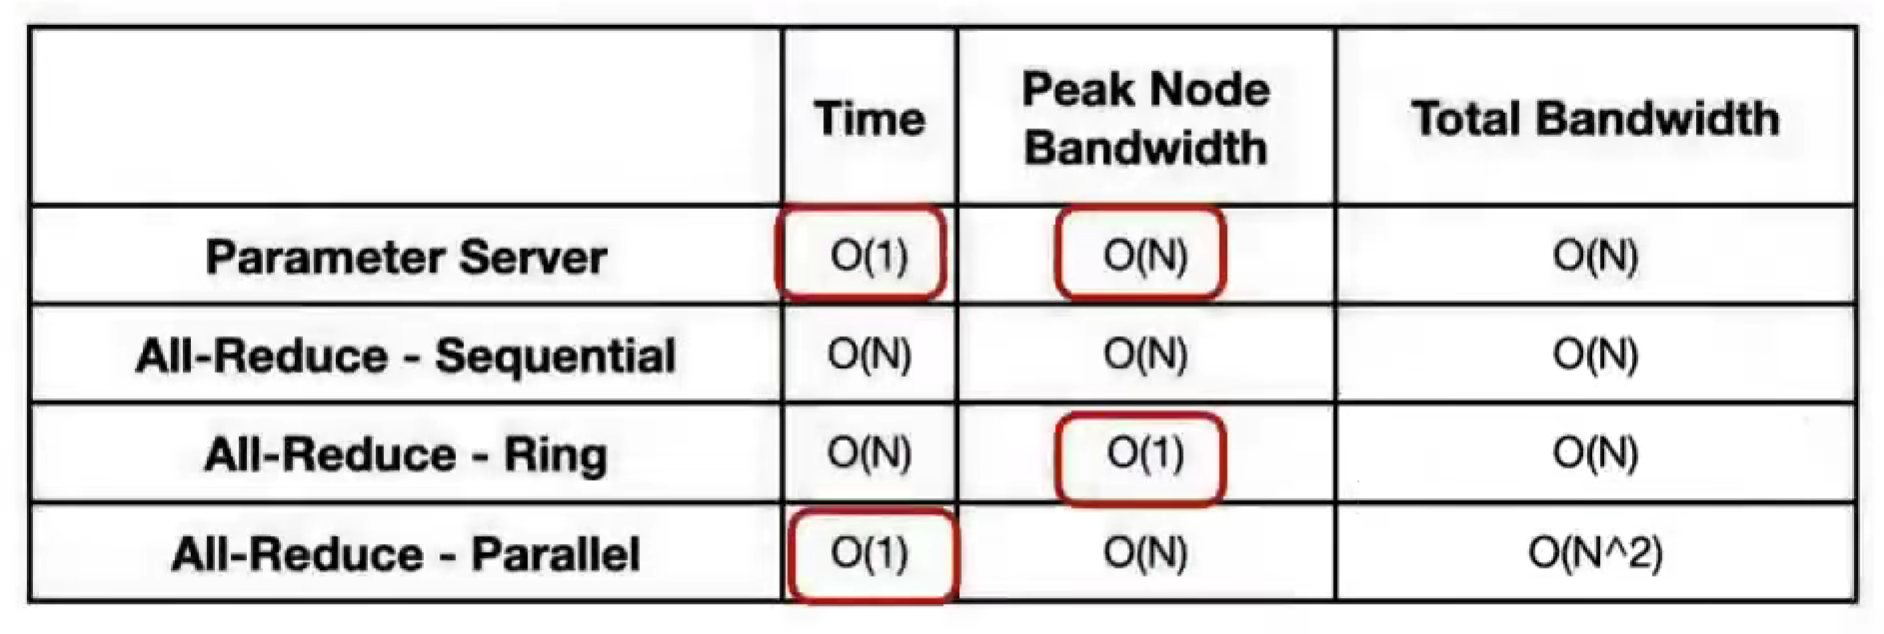 Time
Peak Node
Bandwidth
Total Bandwidth
Parameter Server O(1) O(N) O(N)
All-Reduce - Sequential O(N) O(N) O(N)
All-Reduce - Ring O(N) O(1) O(N)
All-Reduce - Parallel O(1) O(N) O(N^2)